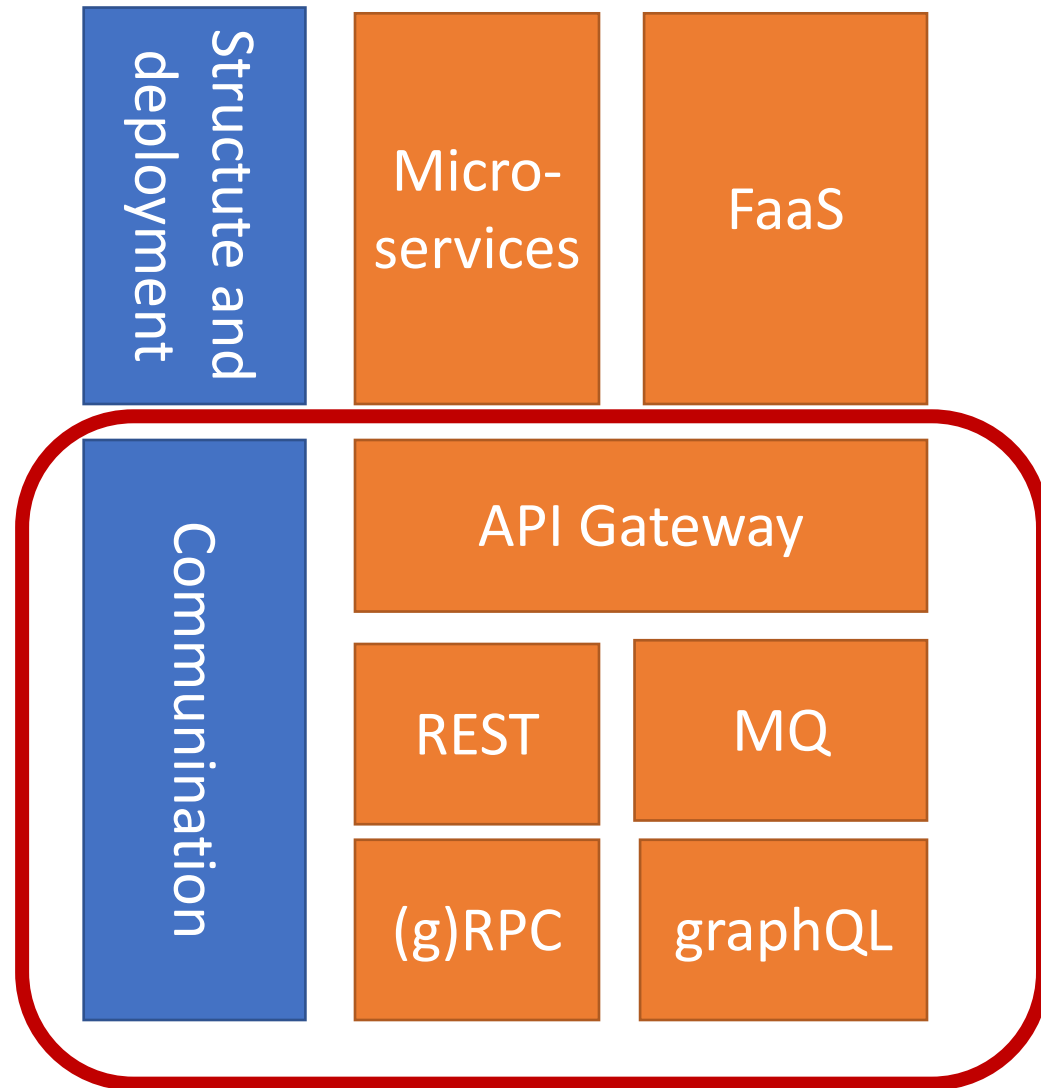 Structute and
deployment
Micro-
services
FaaS
Communination
API Gateway
REST
MQ
(g)RPC
graphQL